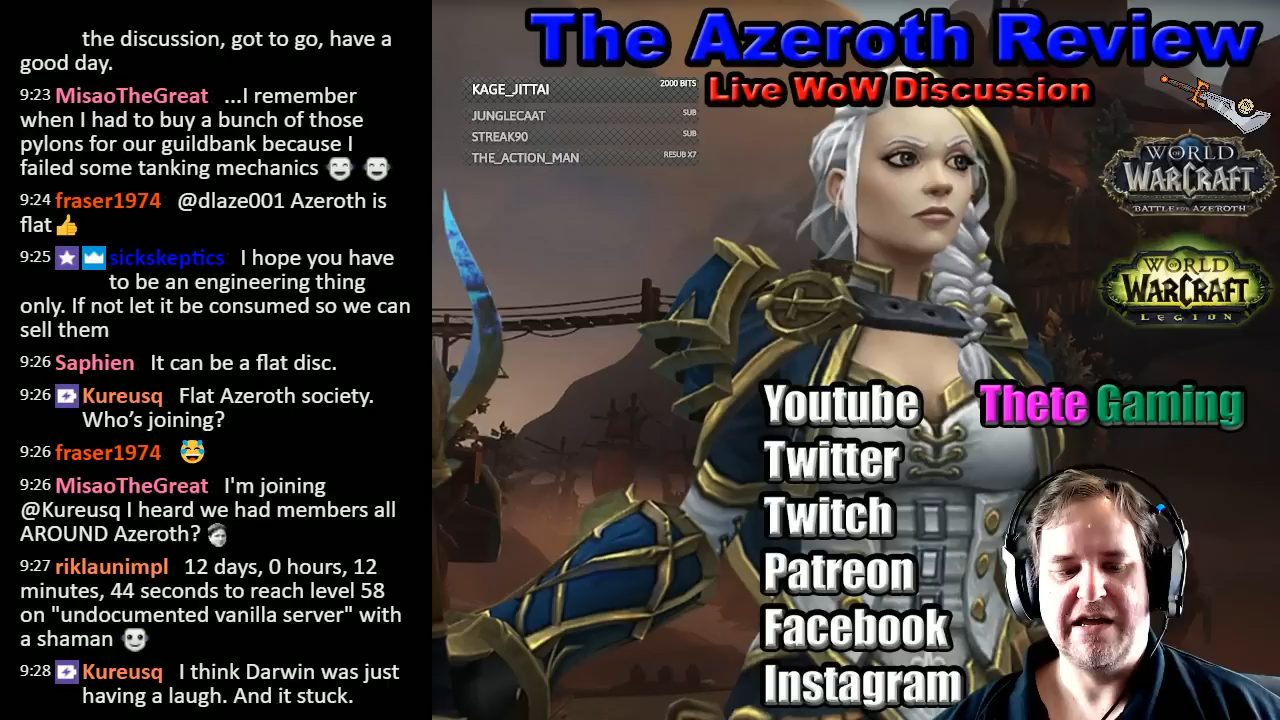 the discussion, got to go, have a
good day.
9:23 MisaoTheGreat ...I remember
when I had to buy a bunch of those
pylons for our guildbank because I
failed some tanking mechanics
9:24 fraser1974 @dlaze001 Azeroth is
flat👍
9:25 sickskeptics I hope you have
to be an engineering thing
only. If not let it be consumed so we can
sell them
9:26 Saphien It can be a flat disc.
9:26 Kureusq Flat Azeroth society.
Who's joining?
9:26 fraser1974 😂
9:26 MisaoTheGreat I'm joining
@Kureusq I heard we had members all
AROUND Azeroth?
9:27 riklaunimpl 12 days, 0 hours, 12
minutes, 44 seconds to reach level 58
on "undocumented vanilla server" with
a shaman
9:28 Kureusq I think Darwin was just
having a laugh. And it stuck.
The Azeroth Review
Live WoW Discussion
KAGE_JITTAI 2000 BITS
JUNGLECAAT SUB
STREAK90 SUB
THE_ACTION_MAN RESUB X7
WORLD
OF
WARCRAFT
BATTLE FOR AZEROTH
WORLD
OF
WARCRAFT
LEGION
Youtube Thete Gaming
Twitter
Twitch
Patreon
Facebook
Instagram